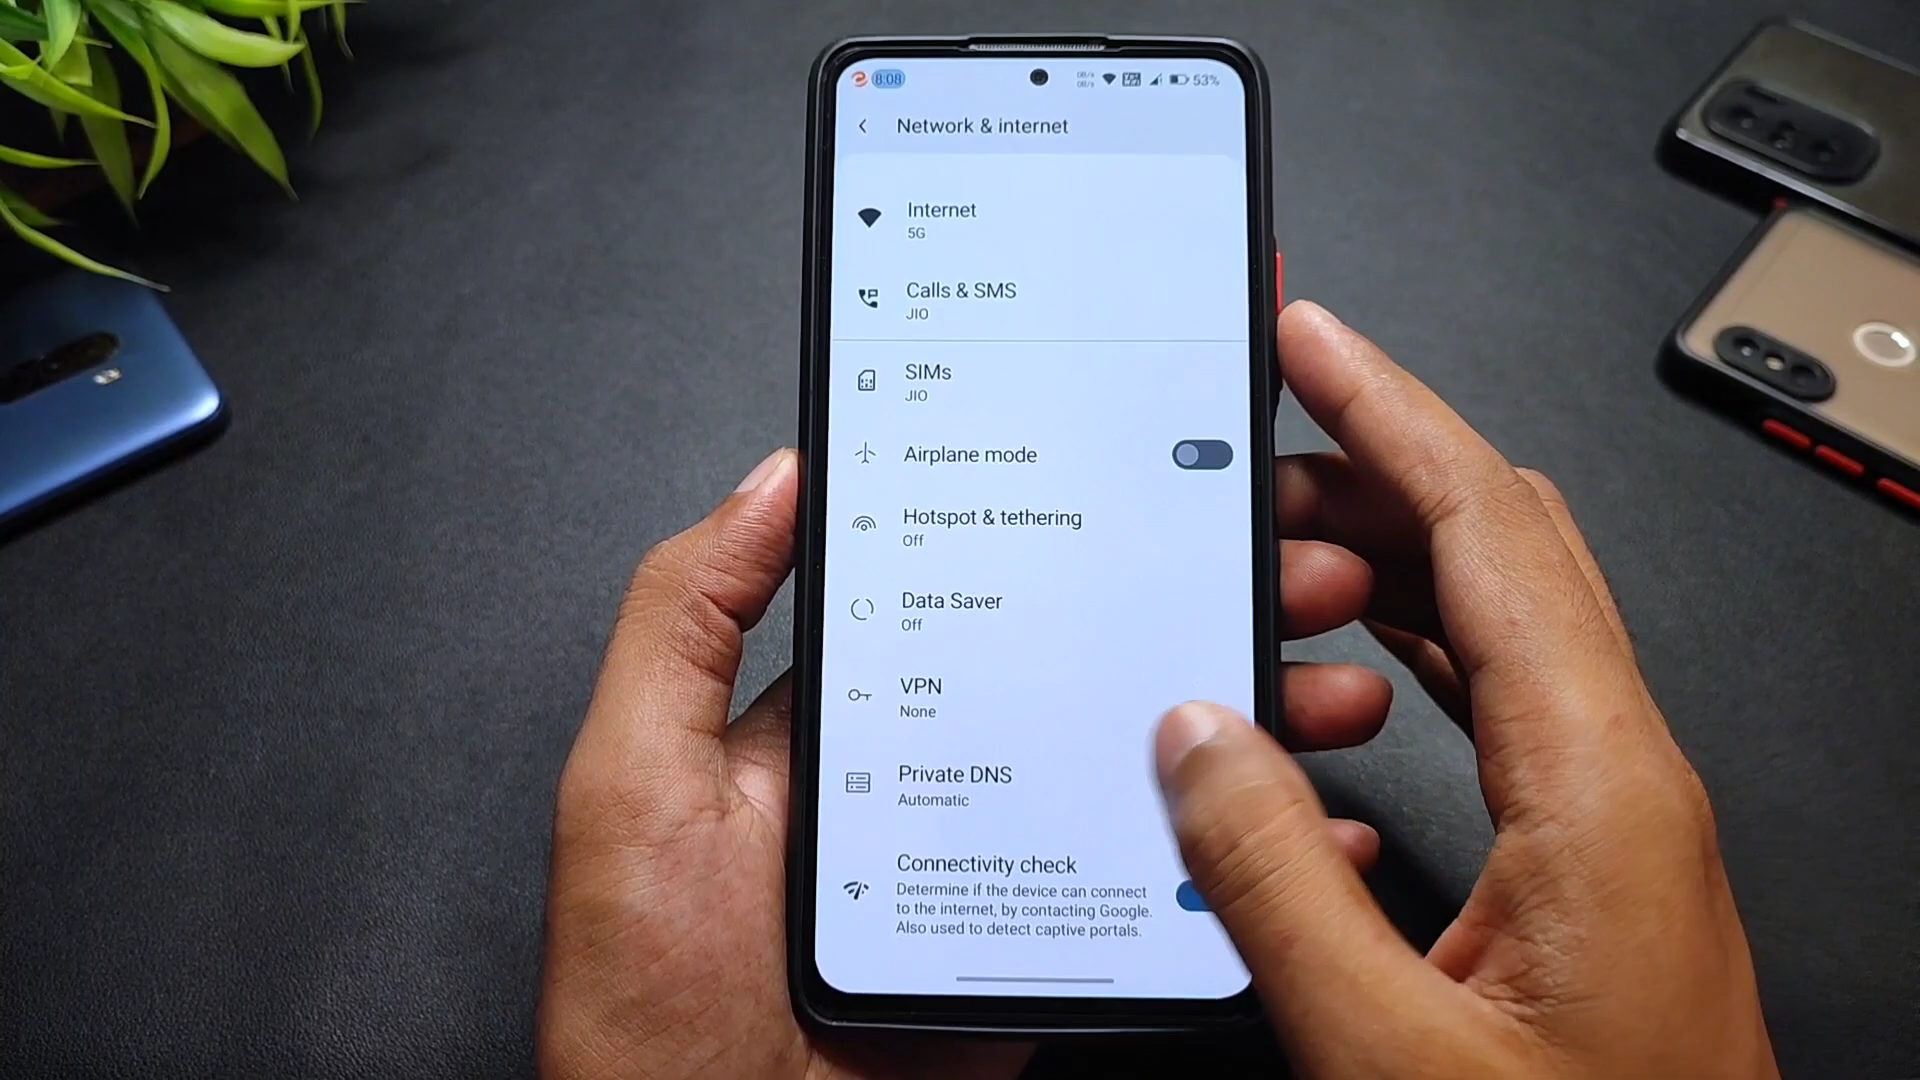 8:08
53%
Network & internet
Internet
5G
Calls & SMS
JIO
SIMs
JIO
Airplane mode
Hotspot & tethering
Off
Data Saver
Off
VPN
None
Private DNS
Automatic
Connectivity check
Determine if the device can connect
to the internet, by contacting Google.
Also used to detect captive portals.